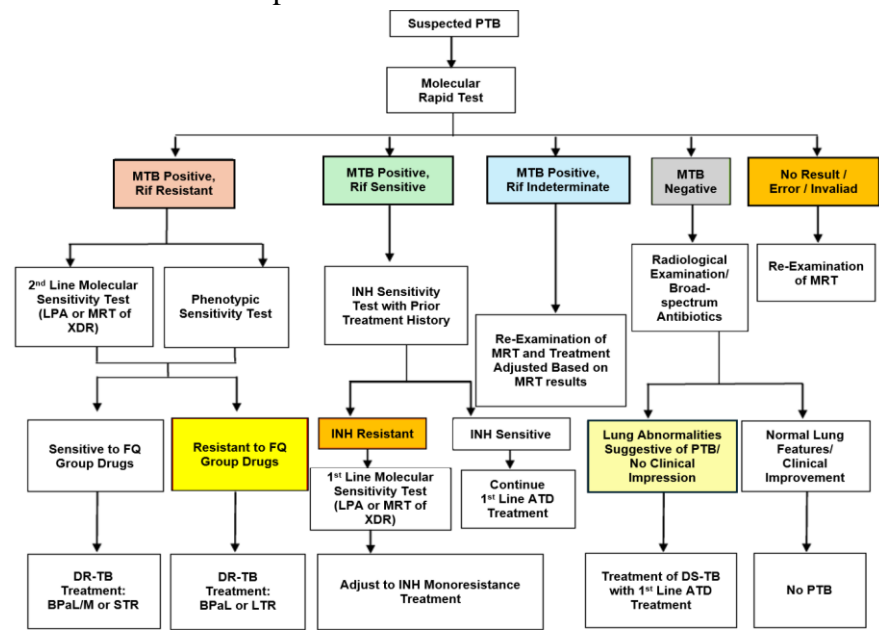 Suspected PTB
Molecular
Rapid Test
MTB Positive,
Rif Resistant
MTB Positive,
Rif Sensitive
MTB Positive,
Rif Indeterminate
MTB
Negative
No Result /
Error / Invaliad
2nd Line Molecular
Sensitivity Test
(LPA or MRT of
XDR)
Phenotypic
Sensitivity Test
INH Sensitivity
Test with Prior
Treatment History
Re-Examination of
MRT and Treatment
Adjusted Based on
MRT results
Radiological
Examination/
Broad-
spectrum
Antibiotics
Re-Examination
of MRT
Sensitive to FQ
Group Drugs
Resistant to FQ
Group Drugs
INH Resistant
INH Sensitive
Lung Abnormalities
Suggestive of PTB/
No Clinical
Impression
Normal Lung
Features/
Clinical
Improvement
1st Line Molecular
Sensitivity Test
(LPA or MRT of
XDR)
Continue
1st Line ATD
Treatment
DR-TB
Treatment:
BPaL/M or STR
DR-TB
Treatment:
BPaL or LTR
Adjust to INH Monoresistance
Treatment
Treatment of DS-TB
with 1st Line ATD
Treatment
No PTB